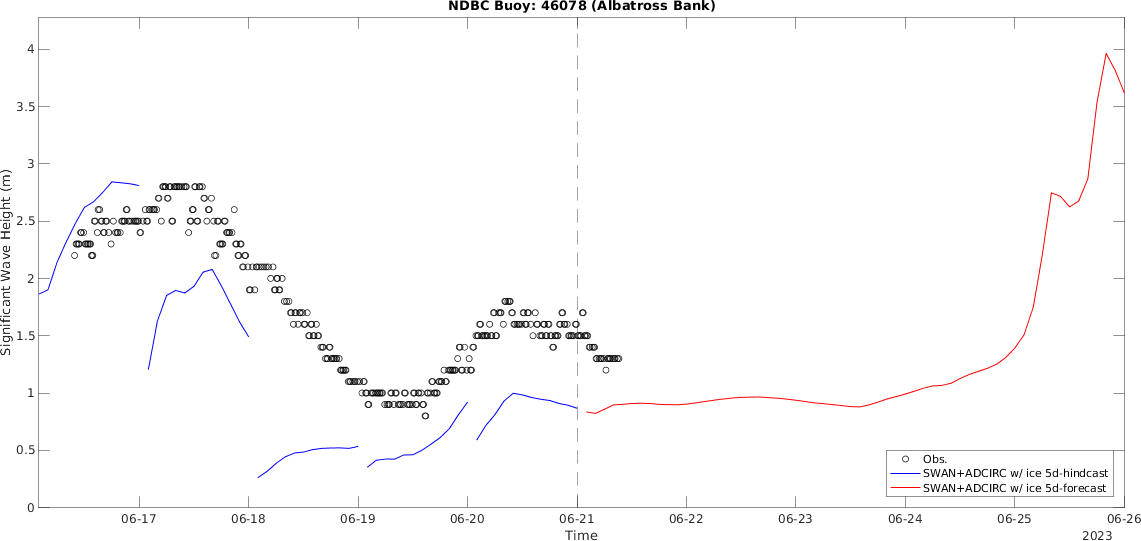 NDBC Buoy: 46078 (Albatross Bank)
4
3.5
3
2.5
2
1.5
1
0.5
0
Significant Wave Height (m)
Obs.
SWAN+ADCIRC w/ ice 5d-hindcast
SWAN+ADCIRC w/ ice 5d-forecast
06-17 06-18 06-19 06-20 06-21 06-22 06-23 06-24 06-25 06-26
Time
2023